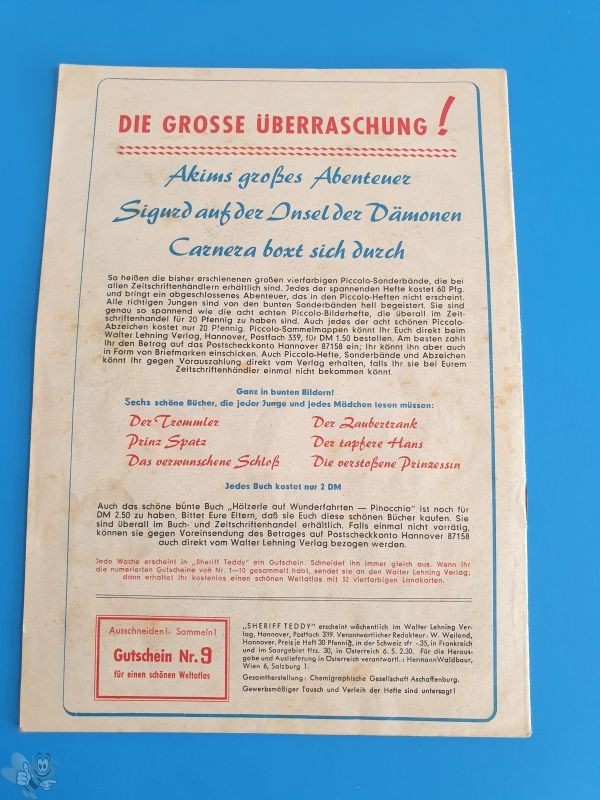 DIE GROSSE ÜBERRASCHUNG!
Akims großes Abenteuer
Sigurd auf der Insel der Dämonen
Carnera boxt sich durch
So heißen die bisher erschienenen großen vierfarbigen Piccolo-Sonderbände, die bei
allen Zeitschriftenhändlern erhältlich sind. Jedes der spannenden Hefte kostet 60 Pfg.
und bringt ein abgeschlossenes Abenteuer, das in den Piccolo-Heften nicht erscheint.
Alle richtigen Jungen sind von den bunten Sonderbänden hell begeistert. Sie sind
genau so spannend wie die acht echten Piccolo-Bilderhefte, die überall im Zeit-
schriftenhandel für 20 Pfennig zu haben sind. Auch jedes der acht schönen Piccolo-
Abzeichen kostet nur 20 Pfennig. Piccolo-Sammelmappen könnt Ihr Euch direkt beim
Walter Lehning Verlag, Hannover, Postfach 339, für DM 1.50 bestellen. Am besten zahlt
Ihr den Betrag auf das Postscheckkonto Hannover 87158 ein; Ihr könnt ihn aber auch
in Form von Briefmarken einschicken. Auch Piccolo-Hefte, Sonderbände und Abzeichen
könnt Ihr gegen Vorauszahlung direkt vom Verlag erhalten, falls Ihr sie bei Eurem
Zeitschriftenhändler einmal nicht bekommen könnt.
Ganz in bunten Bildern!
Sechs schöne Bücher, die jeder Junge und jedes Mädchen lesen müssen:
Der Trommler Der Zaubertrank
Prinz Spatz Der tapfere Hans
Das verwunschene Schloß Die verstoßene Prinzessin
Jedes Buch kostet nur 2 DM
Auch das schöne bunte Buch „Hölzerle auf Wunderfahrten — Pinocchio" ist noch für
DM 2.50 zu haben. Bittet Eure Eltern, daß sie Euch diese schönen Bücher kaufen. Sie
sind überall im Buch- und Zeitschriftenhandel erhältlich. Falls einmal nicht vorrätig,
können sie gegen Voreinsendung des Betrages auf Postscheckkonto Hannover 87158
auch direkt vom Walter Lehning Verlag bezogen werden.
Jede Woche erscheint in „Sheriff Teddy" ein Gutschein. Schneidet ihn immer gleich aus. Wenn Ihr
die numerierten Gutscheine von Nr. 1—10 gesammelt habt, sendet sie an den Walter Lehning Verlag;
dann erhaltet Ihr kostenlos einen schönen Weltatlas mit 32 vierfarbigen Landkarten.
Ausschneiden! - Sammeln!
Gutschein Nr. 9
für einen schönen Weltatlas
„SHERIFF TEDDY" erscheint wöchentlich im Walter Lehning Ver-
lag, Hannover, Postfach 339. Verantwortlicher Redakteur: W. Weiland,
Hannover. Preis je Heft 30 Pfennig, in der Schweiz sfr -.35, in Frankreich
und im Saargebiet ffrs. 30, in Österreich ö. S. 2.30. Für die Heraus-
gabe und Auslieferung in Österreich verantwortl.: Hermann Waldbaur,
Wien 6, Salzburg 1.
Gesamtherstellung: Chemigraphische Gesellschaft Aschaffenburg.
Gewerbsmäßiger Tausch und Verleih der Hefte sind untersagt!